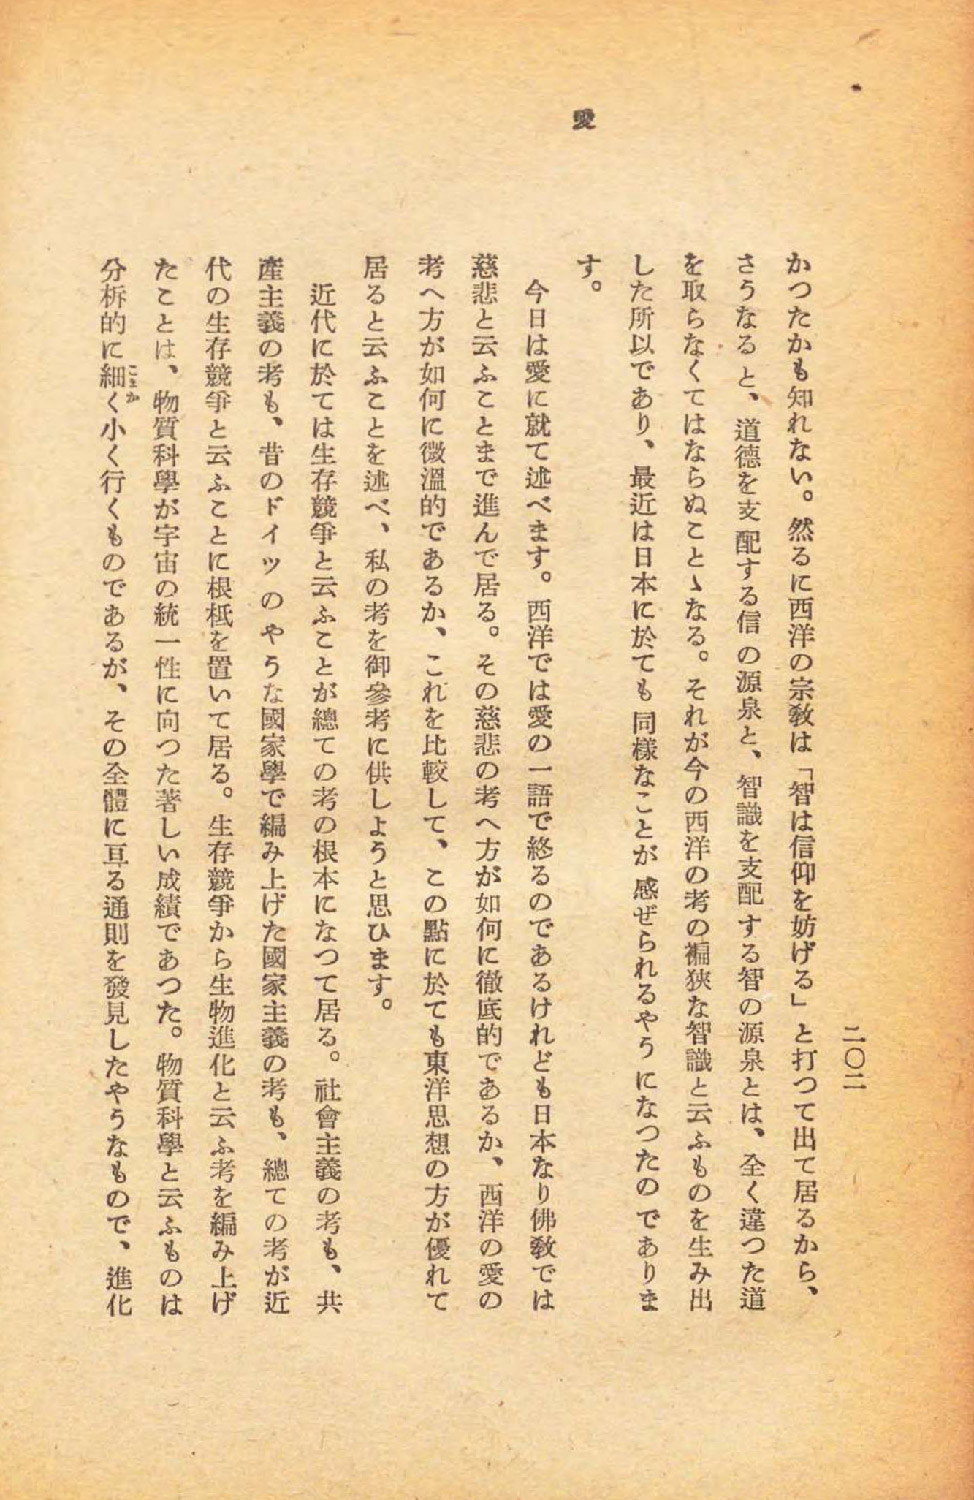 愛
二〇二
かつたかも知れない。然るに西洋の宗教は「智は信仰を妨げる」と打つて出て居るから、
さうなると、道德を支配する信の源泉と、智識を支配する智の源泉とは、全く違つた道
を取らなくてはならぬことゝなる。それが今の西洋の考の褊狹な智識と云ふものを生み出
した所以であり、最近は日本に於ても同樣なことが感ぜられるやうになつたのでありま
す。
今日は愛に就て述べます。西洋では愛の一語で終るのであるけれども日本なり佛教では
慈悲と云ふことまで進んで居る。その慈悲の考へ方が如何に徹底的であるか、西洋の愛の
考へ方が如何に微溫的であるか、これを比較して、この點に於ても東洋思想の方が優れて
居ると云ふことを述べ、私の考を御參考に供しようと思ひます。
近代に於ては生存競爭と云ふことが總ての考の根本になつて居る。社會主義の考も、共
產主義の考も、昔のドイツのやうな國家學で編み上げた國家主義の考も、總ての考が近
代の生存競爭と云ふことに根柢を置いて居る。生存競爭から生物進化と云ふ考を編み上げ
たことは、物質科學が宇宙の統一性に向つた著しい成績であつた。物質科學と云ふものは
分析的に細こまかく小く行くものであるが、その全體に亙る通則を發見したやうなもので、進化